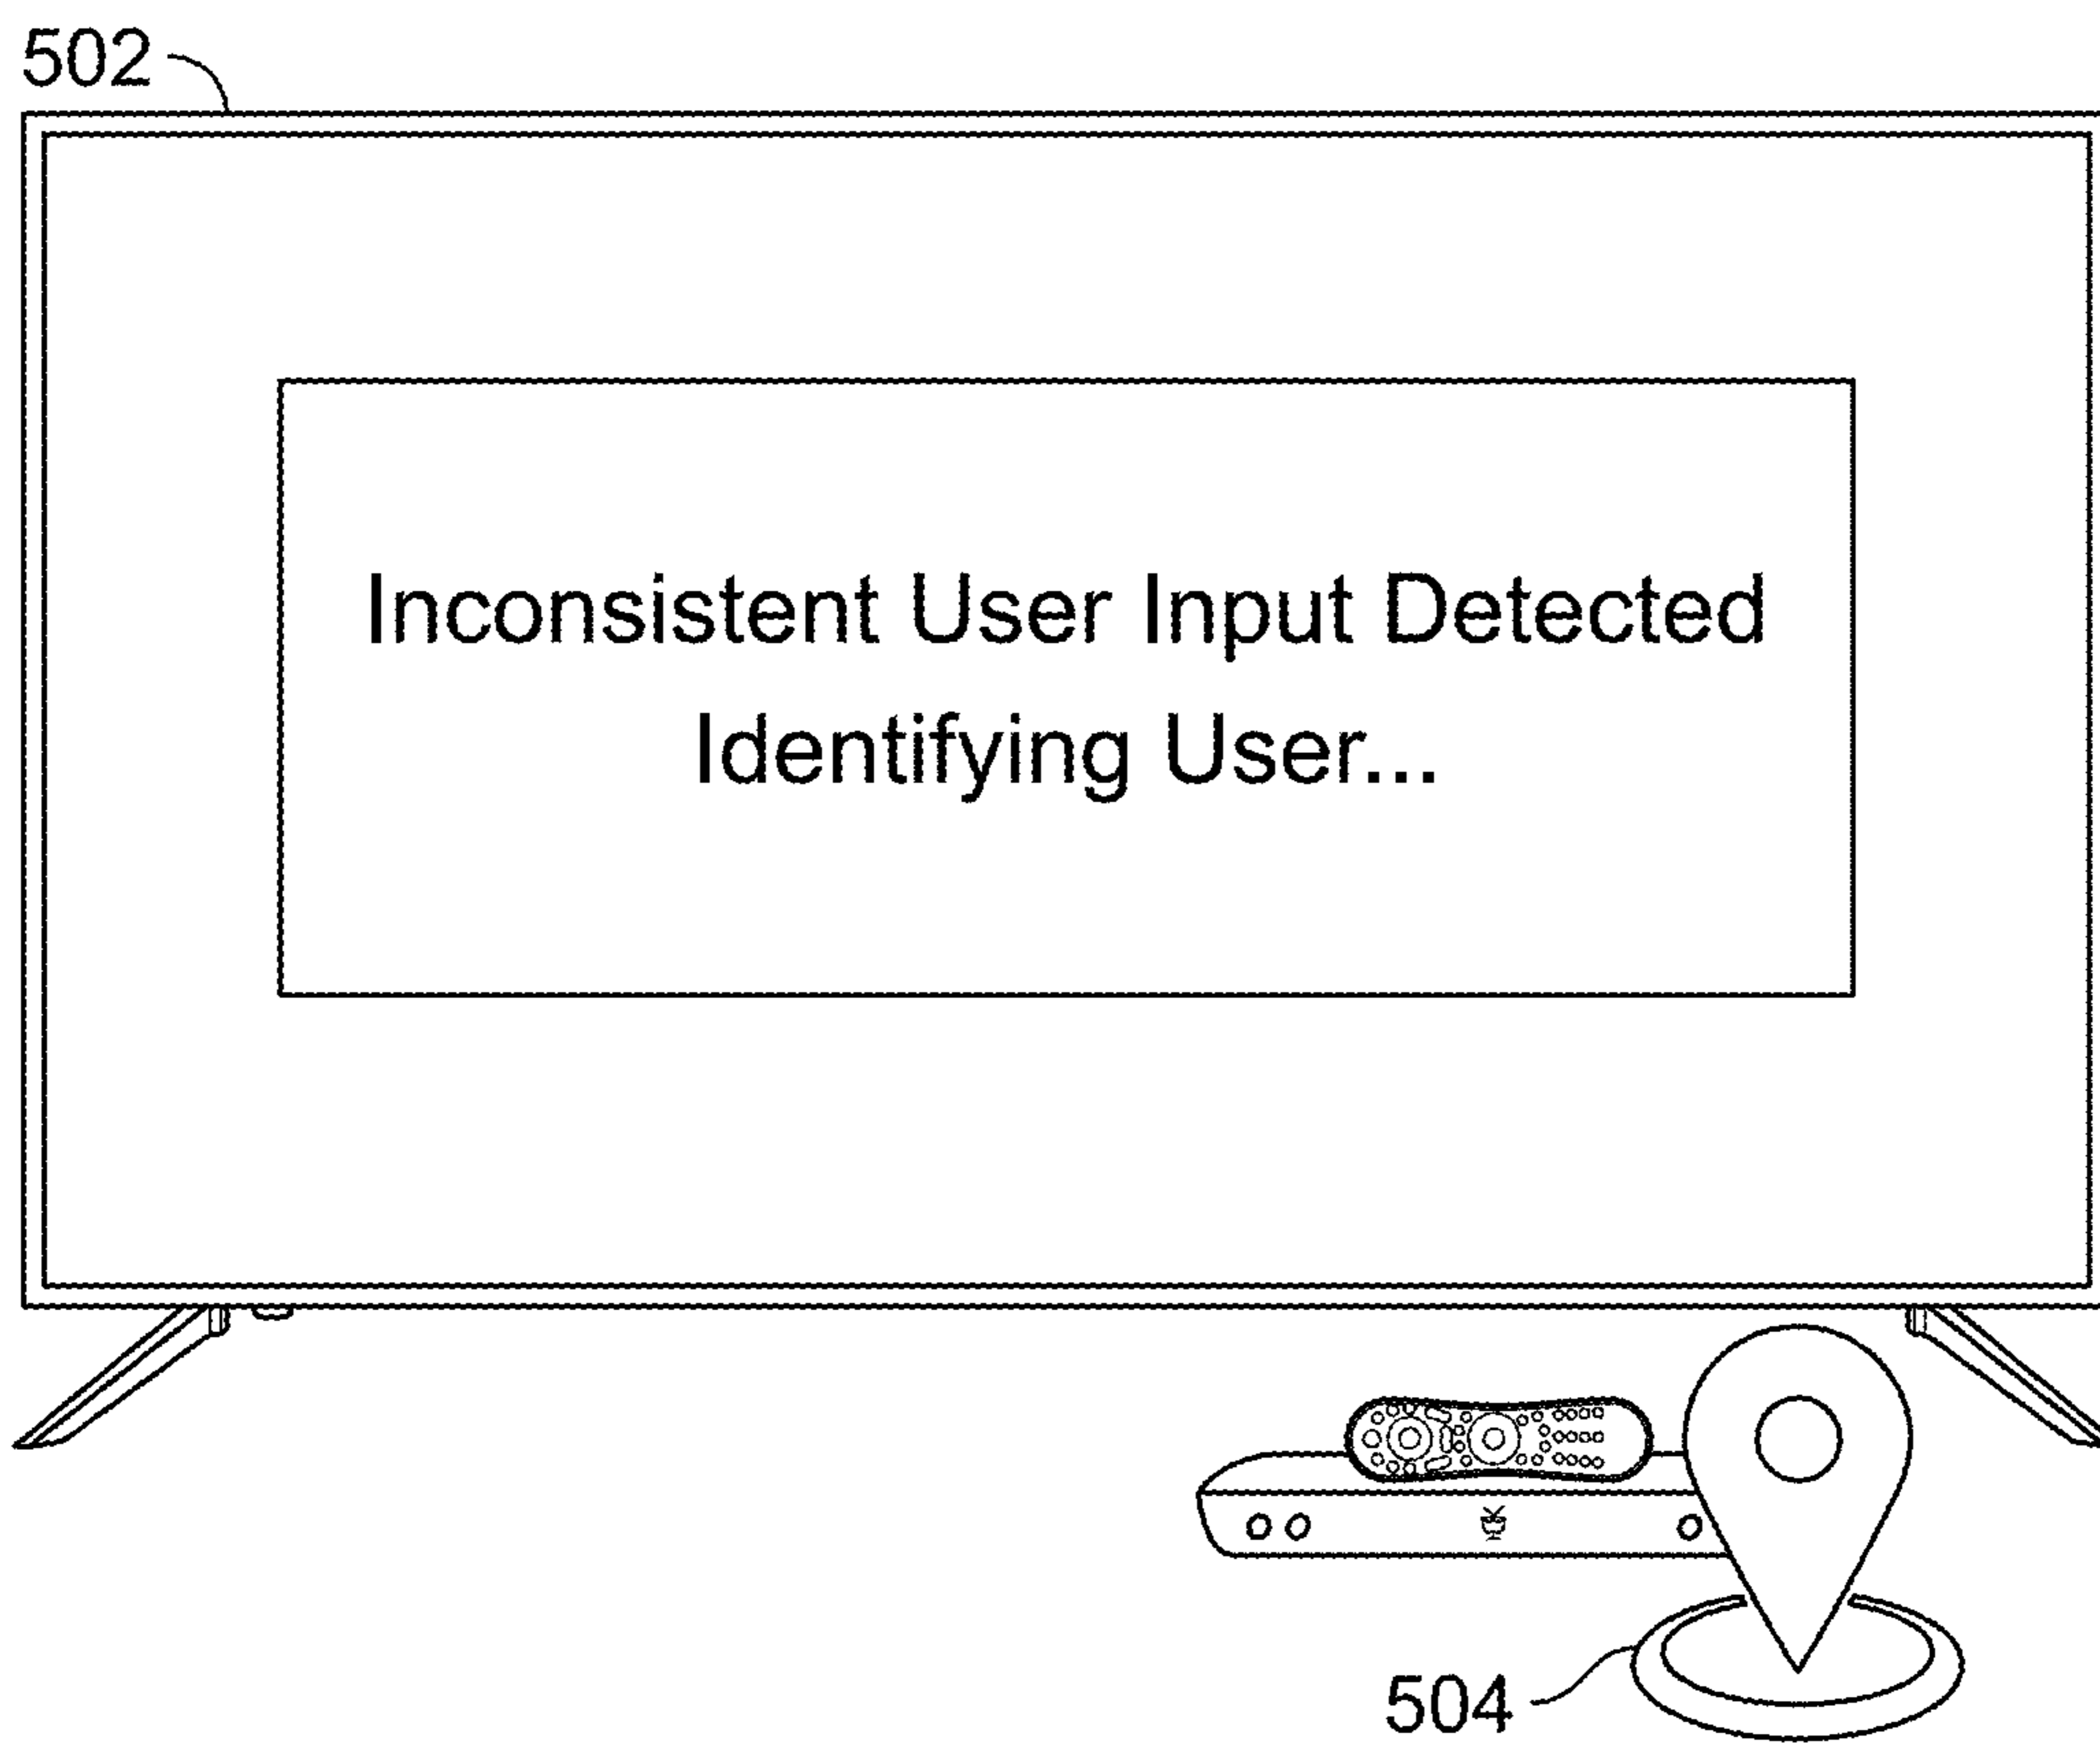 502
Inconsistent User Input Detected
Identifying User...
504